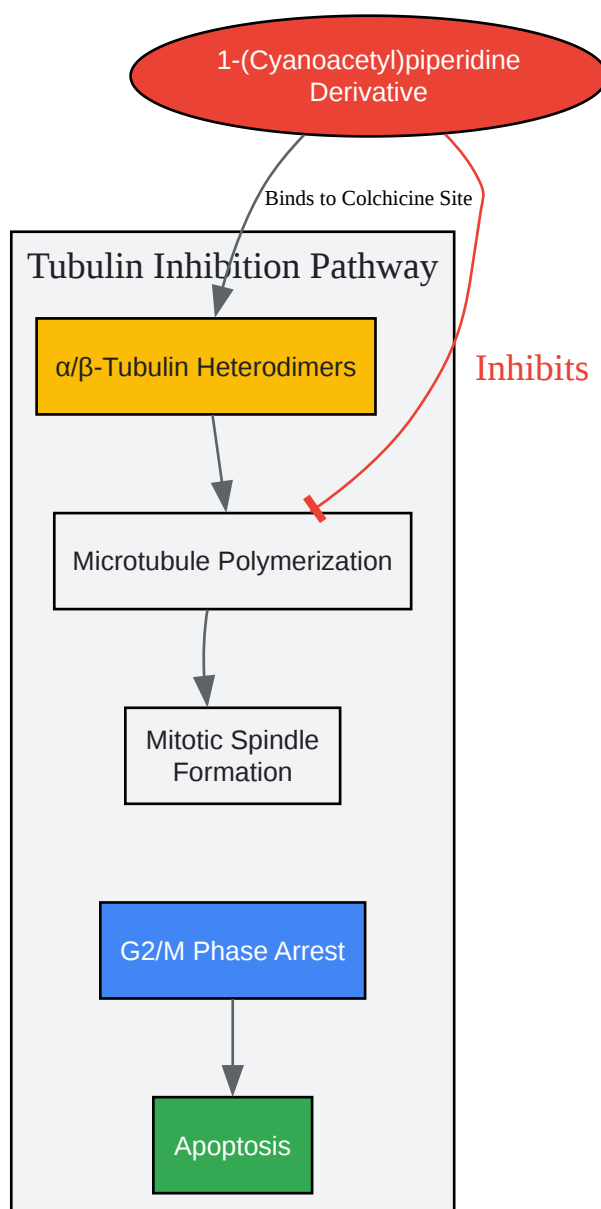 1-(Cyanoacetyl)piperidine
Derivative
Binds to Colchicine Site
Tubulin Inhibition Pathway
α/β-Tubulin Heterodimers
Inhibits
Microtubule Polymerization
Mitotic Spindle
Formation
G2/M Phase Arrest
Apoptosis